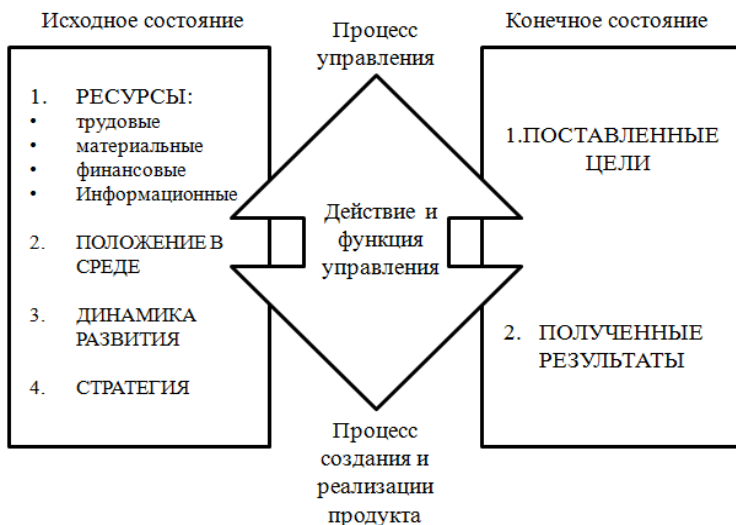 Исходное состояние
1. РЕСУРСЫ:
• трудовые
• материальные
• финансовые
• Информационные
2. ПОЛОЖЕНИЕ В
СРЕДЕ
3. ДИНАМИКА
РАЗВИТИЯ
4. СТРАТЕГИЯ
Процесс
управления
Действие и
функция
управления
Процесс
создания и
реализации
продукта
Конечное состояние
1.ПОСТАВЛЕННЫЕ
ЦЕЛИ
2. ПОЛУЧЕННЫЕ
РЕЗУЛЬТАТЫ